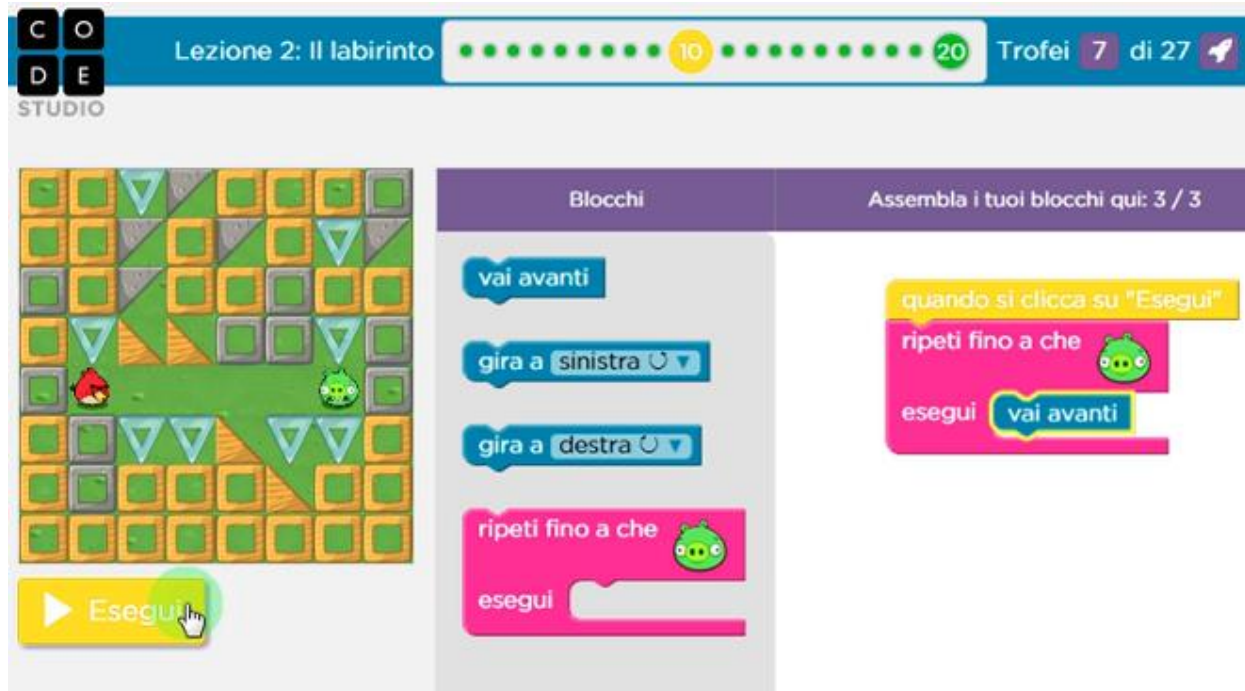 C O
D E
STUDIO
Lezione 2: Il labirinto
10
20
Trofei 7 di 27
Blocchi
Assembla i tuoi blocchi qui: 3 / 3
vai avanti
gira a sinistra
gira a destra
ripeti fino a che
esegui
quando si clicca su "Esegui"
ripeti fino a che
esegui vai avanti
Esegui